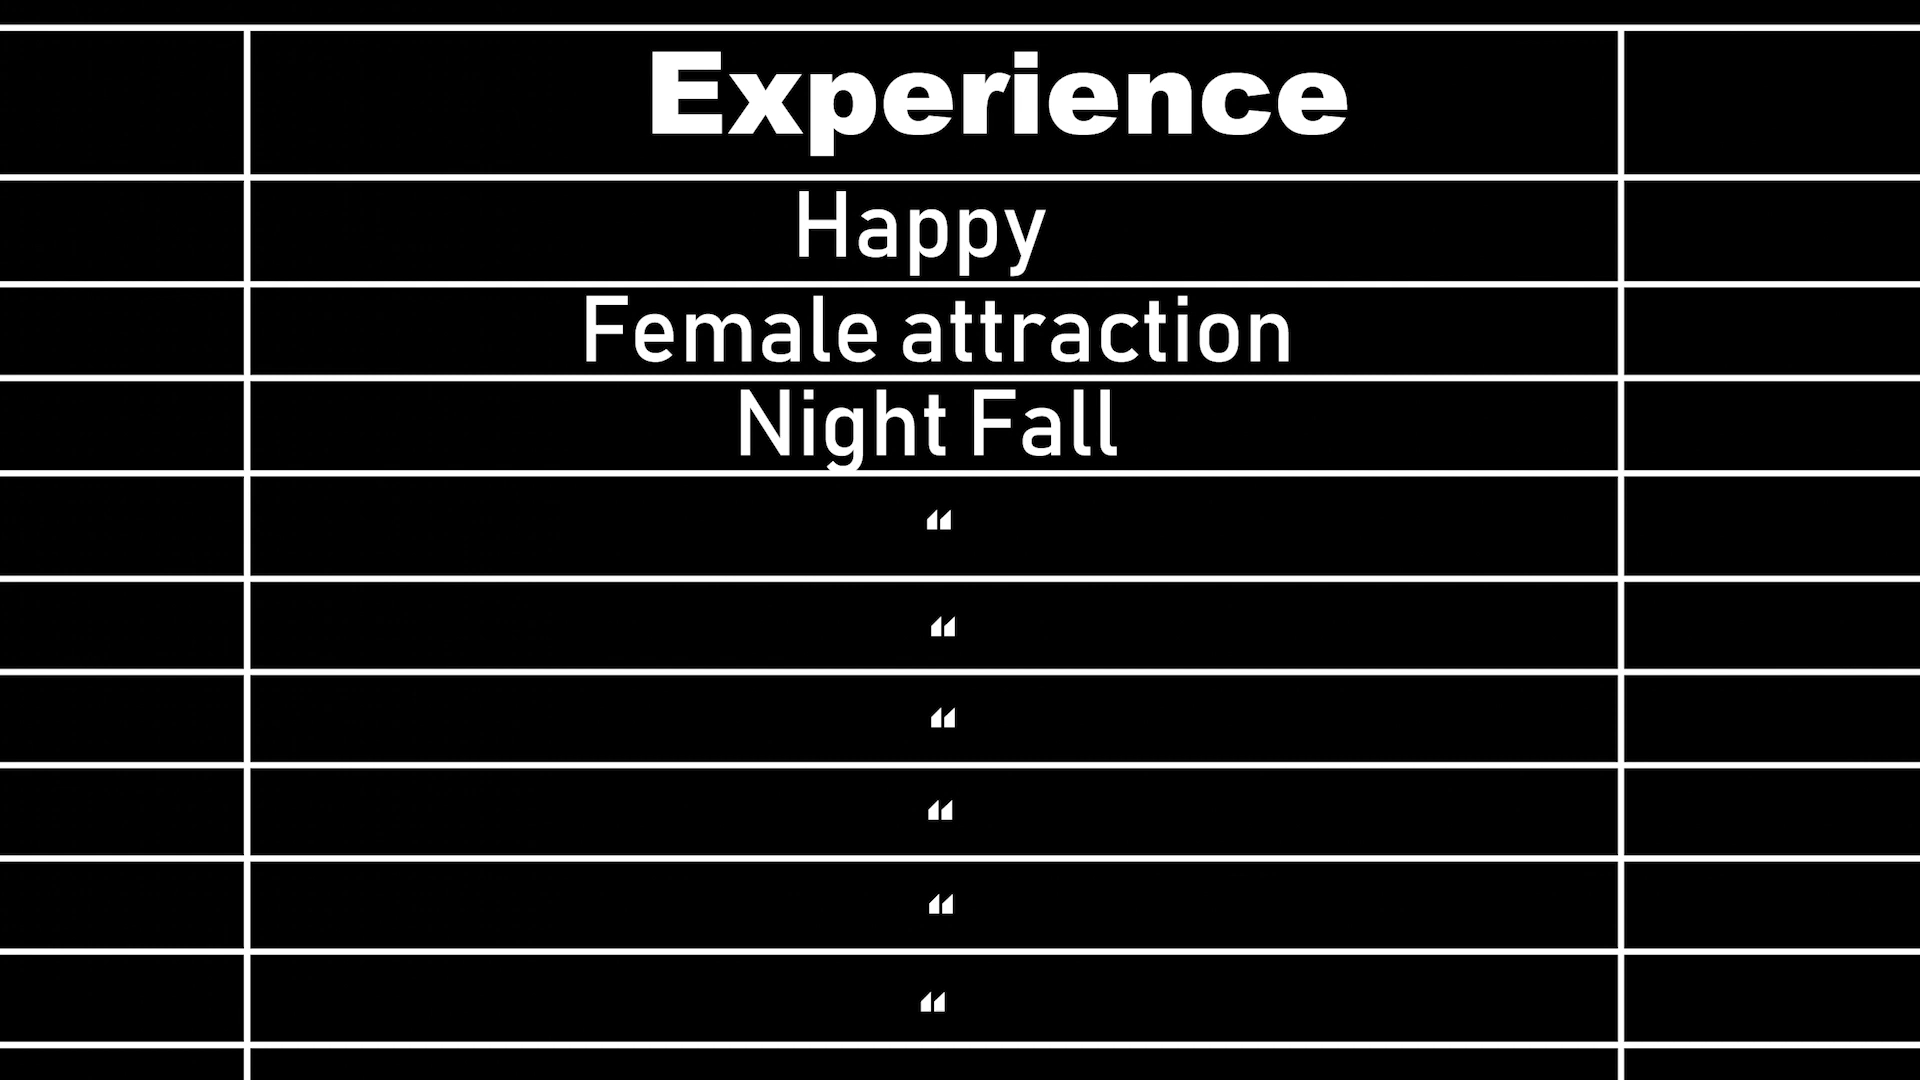 Experience
Happy
Female attraction
Night Fall
“
“
“
“
“
“